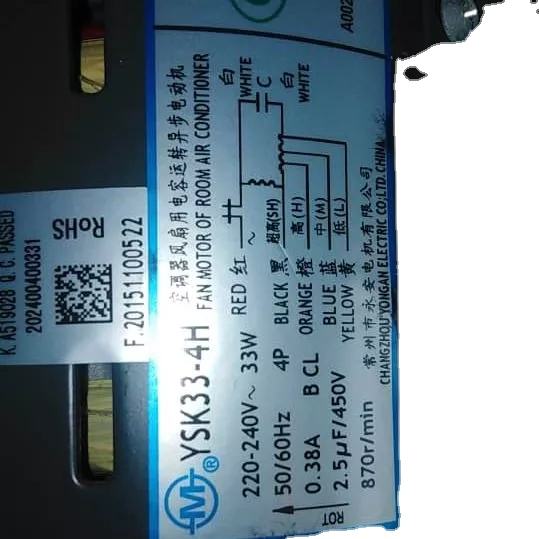 A002
YSK33-4H
空调器风扇用电容运转异步电动机
FAN MOTOR OF ROOM AIR CONDITIONER
220-240V~ 33W
50/60Hz 4P
0.38A B CL
2.5μF/450V
870r/min
白 WHITE
C
白 WHITE
RED 红
~
BLACK 黑 超高(SH)
ORANGE 橙 高(H)
BLUE 蓝 中(M)
YELLOW 黄 低(L)
常州市永安电机有限公司
CHANGZHOU YONGAN ELECTRIC CO.,LTD.CHINA
K.A519028 Q.C.PASSED
202400400331
RoHS
F.20151100522